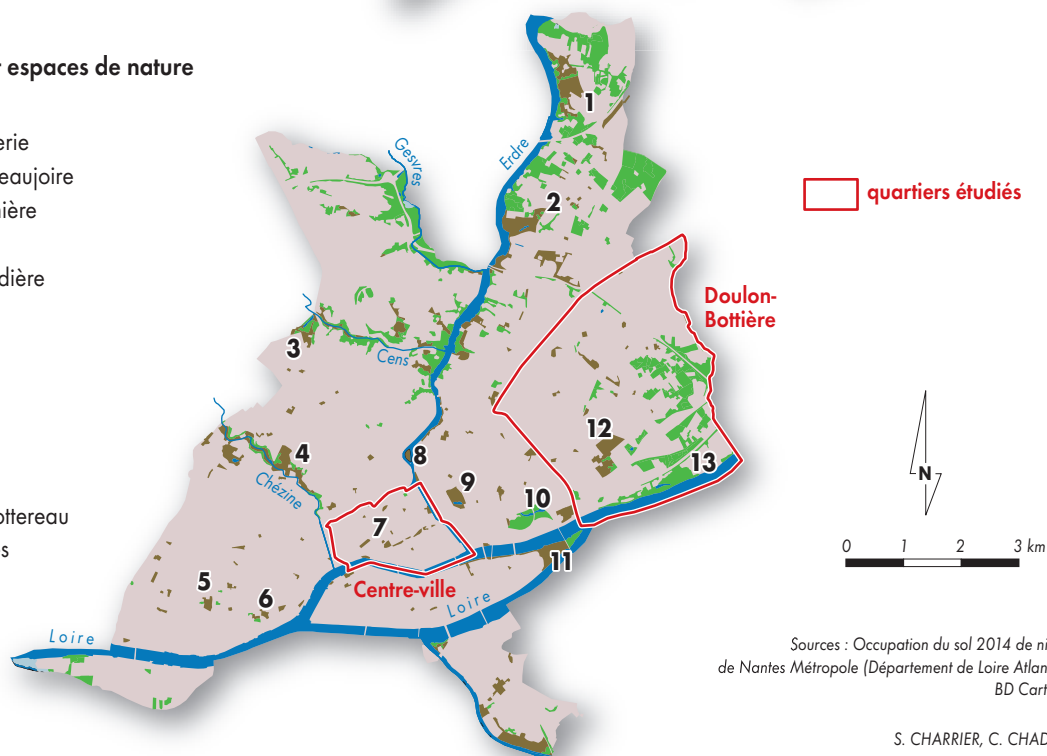 espaces de nature
erie
eaujoire
ière
dière
ottereau
s
quartiers étudiés
Doulon-
Bottière
Centre-ville
Erdre
Gesvres
Cens
Chézine
Loire
Loire
1
2
3
4
5
6
7
8
9
10
11
12
13
N
0 1 2 3 km
Sources : Occupation du sol 2014 de ni
de Nantes Métropole (Département de Loire Atlan
BD Cart
S. CHARRIER, C. CHAD